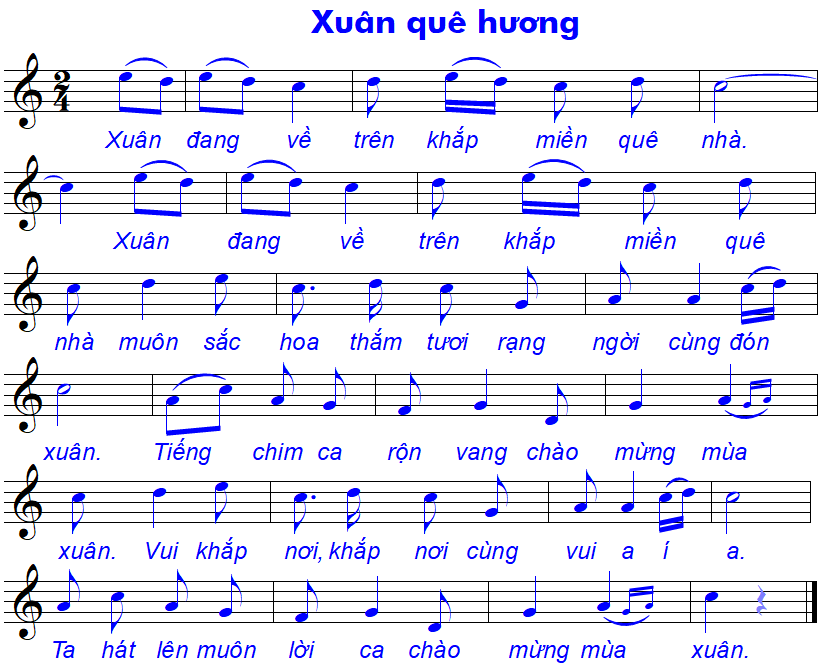 Xuân quê hương
2
4
Xuân đang về trên khắp miền quê nhà.
Xuân đang về trên khắp miền quê
nhà muôn sắc hoa thắm tươi rạng ngời cùng đón
xuân. Tiếng chim ca rộn vang chào mừng mùa
xuân. Vui khắp nơi, khắp nơi cùng vui a í a.
Ta hát lên muôn lời ca chào mừng mùa xuân.